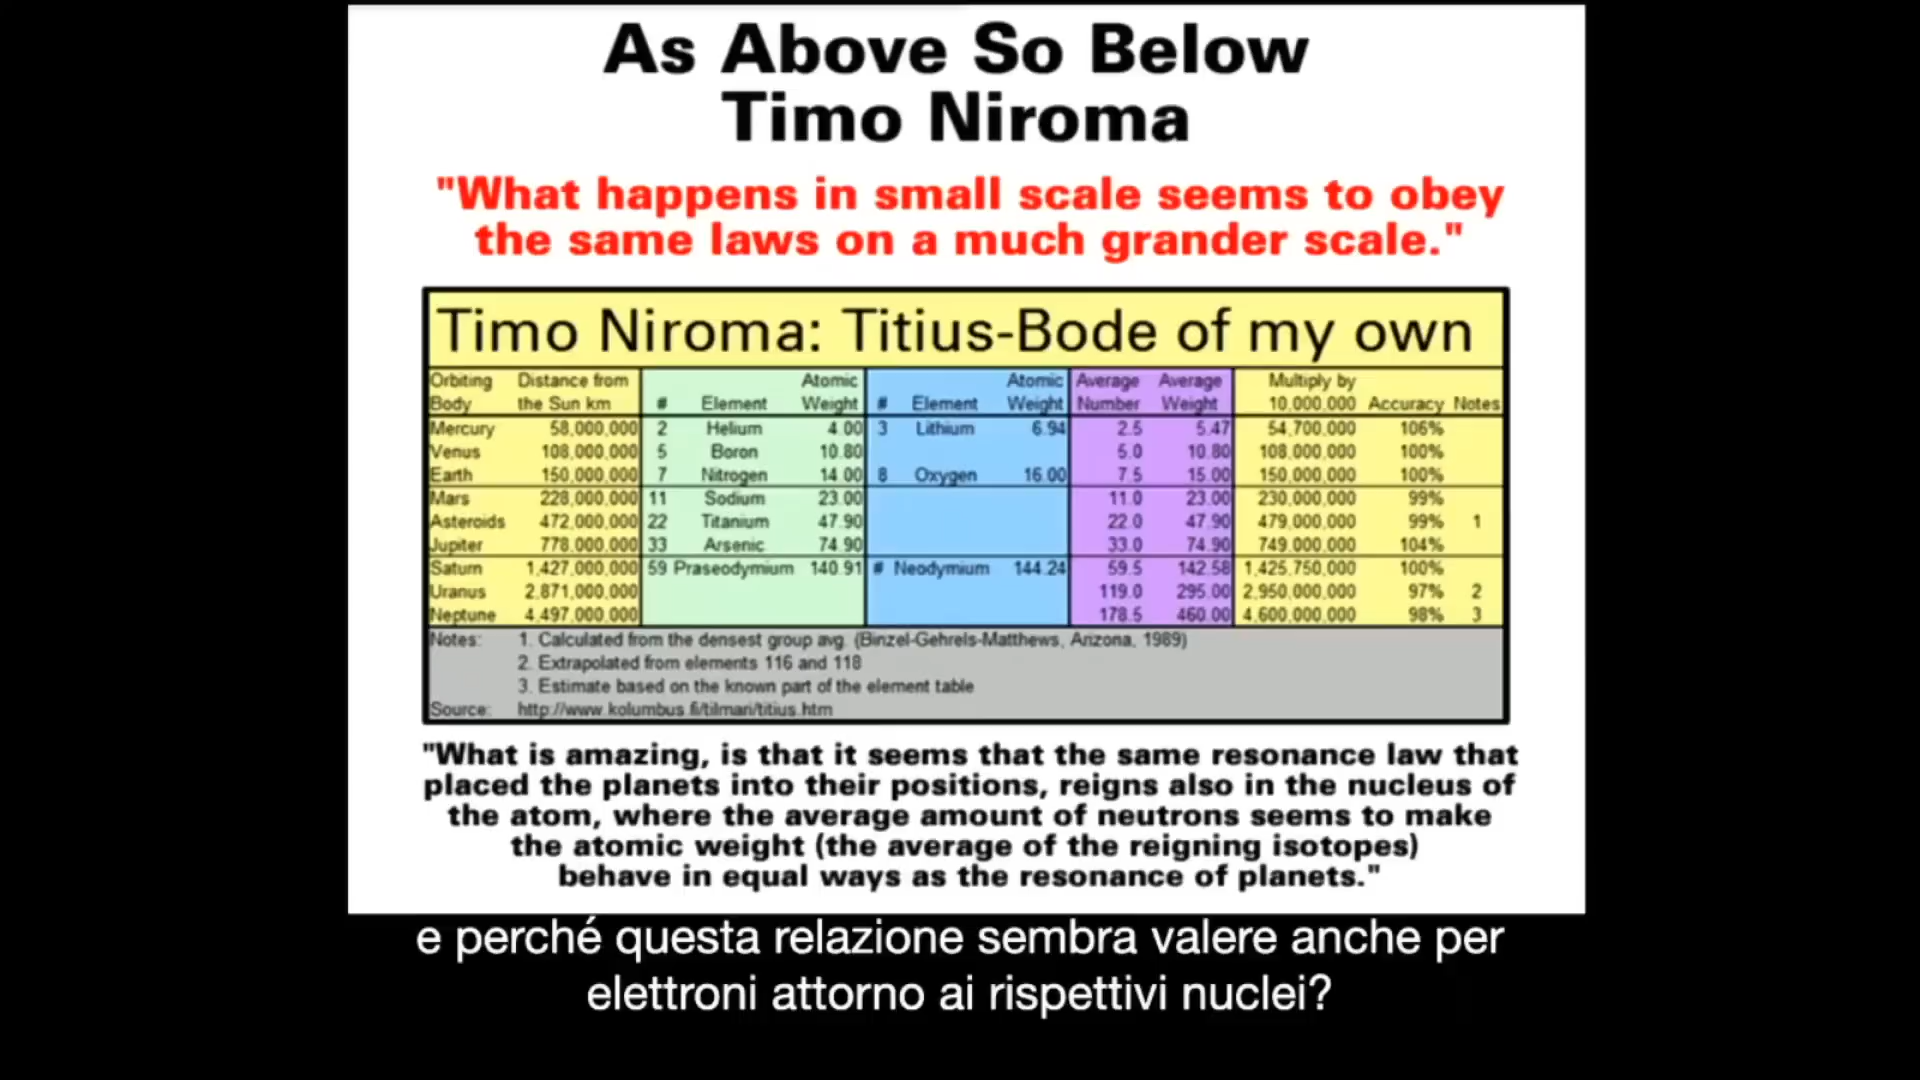 As Above So Below
Timo Niroma
"What happens in small scale seems to obey
the same laws on a much grander scale."
Timo Niroma: Titius-Bode of my own
Orbiting Distance from Atomic Atomic Average Average Multiply by
Body the Sun km # Element Weight # Element Weight Number Weight 10,000,000 Accuracy Notes
Mercury 58,000,000 2 Helium 4.00 3 Lithium 6.94 2.5 5.47 54,700,000 106%
Venus 108,000,000 5 Boron 10.80 5.0 10.80 108,000,000 100%
Earth 150,000,000 7 Nitrogen 14.00 8 Oxygen 16.00 7.5 15.00 150,000,000 100%
Mars 228,000,000 11 Sodium 23.00 11.0 23.00 230,000,000 99%
Asteroids 472,000,000 22 Titanium 47.90 22.0 47.90 479,000,000 99% 1
Jupiter 778,000,000 33 Arsenic 74.90 33.0 74.90 749,000,000 104%
Saturn 1,427,000,000 59 Praseodymium 140.91 # Neodymium 144.24 59.5 142.58 1,425,750,000 100%
Uranus 2,871,000,000 119.0 295.00 2,950,000,000 97% 2
Neptune 4,497,000,000 178.5 460.00 4,600,000,000 98% 3
Notes: 1. Calculated from the densest group avg. (Binzel-Gehrels-Matthews, Arizona, 1989)
2. Extrapolated from elements 116 and 118
3. Estimate based on the known part of the element table
Source: http://www.kolumbus.fi/tilmari/titius.htm
"What is amazing, is that it seems that the same resonance law that
placed the planets into their positions, reigns also in the nucleus of
the atom, where the average amount of neutrons seems to make
the atomic weight (the average of the reigning isotopes)
behave in equal ways as the resonance of planets."
e perché questa relazione sembra valere anche per
elettroni attorno ai rispettivi nuclei?